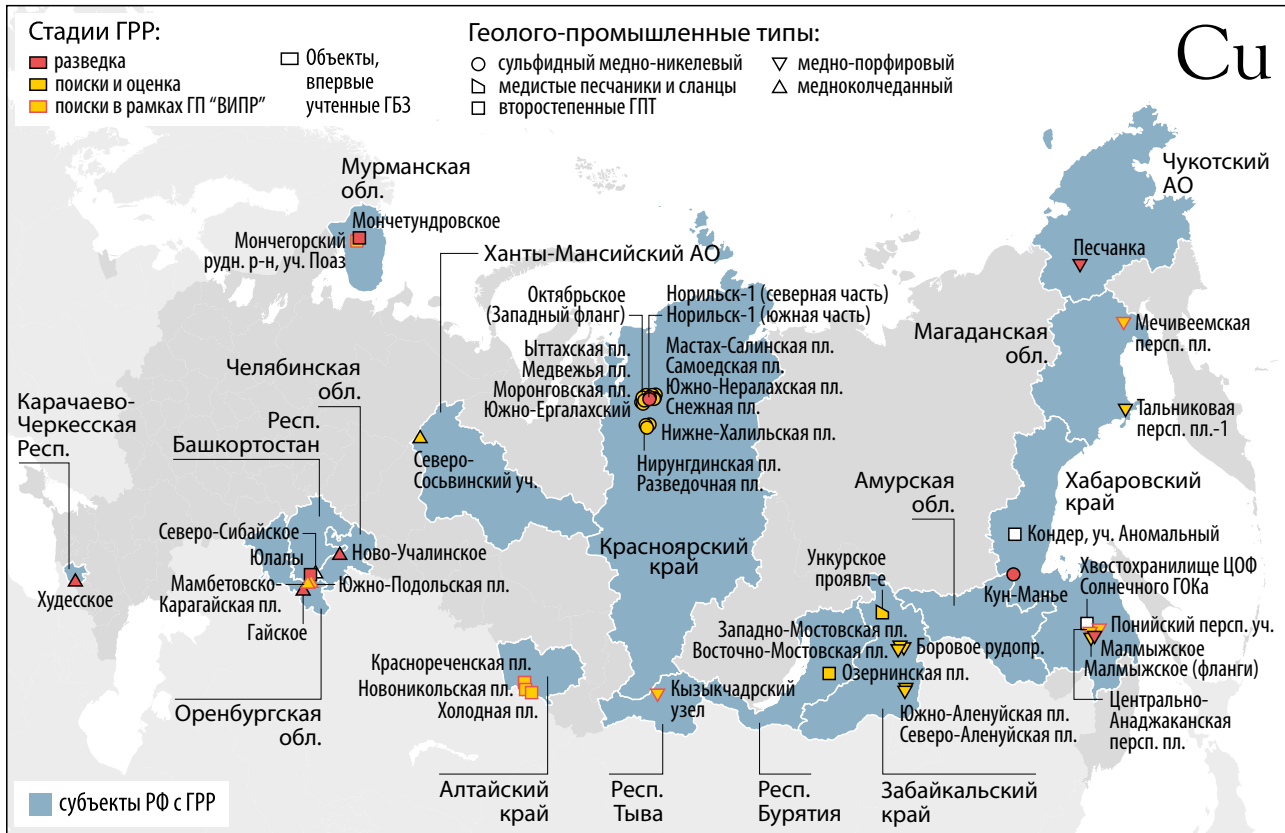 Стадии ГРР:
разведка
поиски и оценка
поиски в рамках ГП “ВИПР”
Объекты,
впервые
учтенные ГБЗ
Геолого-промышленные типы:
сульфидный медно-никелевый
медистые песчаники и сланцы
второстепенные ГПТ
медно-порфировый
медноколчеданный
Cu
Мурманская
обл.
Мончетундровское
Мончегорский
рудн. р-н, уч. Поаз
Ханты-Мансийский АО
Октябрьское
(Западный фланг)
Норильск-1 (северная часть)
Норильск-1 (южная часть)
Ыттахская пл.
Медвежья пл.
Моронговская пл.
Южно-Ергалахский
Мастах-Салинская пл.
Самоедская пл.
Южно-Нералахская пл.
Снежная пл.
Нижне-Халильская пл.
Нирунгдинская пл.
Разведочная пл.
Чукотский
АО
Песчанка
Магаданская
обл.
Мечивеемская
персп. пл.
Тальниковая
персп. пл.-1
Челябинская
обл.
Респ.
Башкортостан
Карачаево-
Черкесская
Респ.
Северо-
Сосьвинский уч.
Северо-Сибайское
Юлалы
Ново-Учалинское
Мамбетовско-
Карагайская пл.
Южно-Подольская пл.
Гайское
Худесское
Оренбургская
обл.
Красноярский
край
Амурская
обл.
Хабаровский
край
Кондер, уч. Аномальный
Хвостохранилище ЦОФ
Солнечного ГОКа
Кун-Манье
Ункурское
проявл-е
Западно-Мостовская пл.
Восточно-Мостовская пл.
Боровое рудопр.
Озернинская пл.
Понийский персп. уч.
Малмыжское
Малмыжское (фланги)
Центрально-
Анаджаканская
персп. пл.
Краснореченская пл.
Новоникольская пл.
Холодная пл.
Кызыкчадрский
узел
Южно-Аленуйская пл.
Северо-Аленуйская пл.
Алтайский
край
Респ.
Тыва
Респ.
Бурятия
Забайкальский
край
субъекты РФ с ГРР